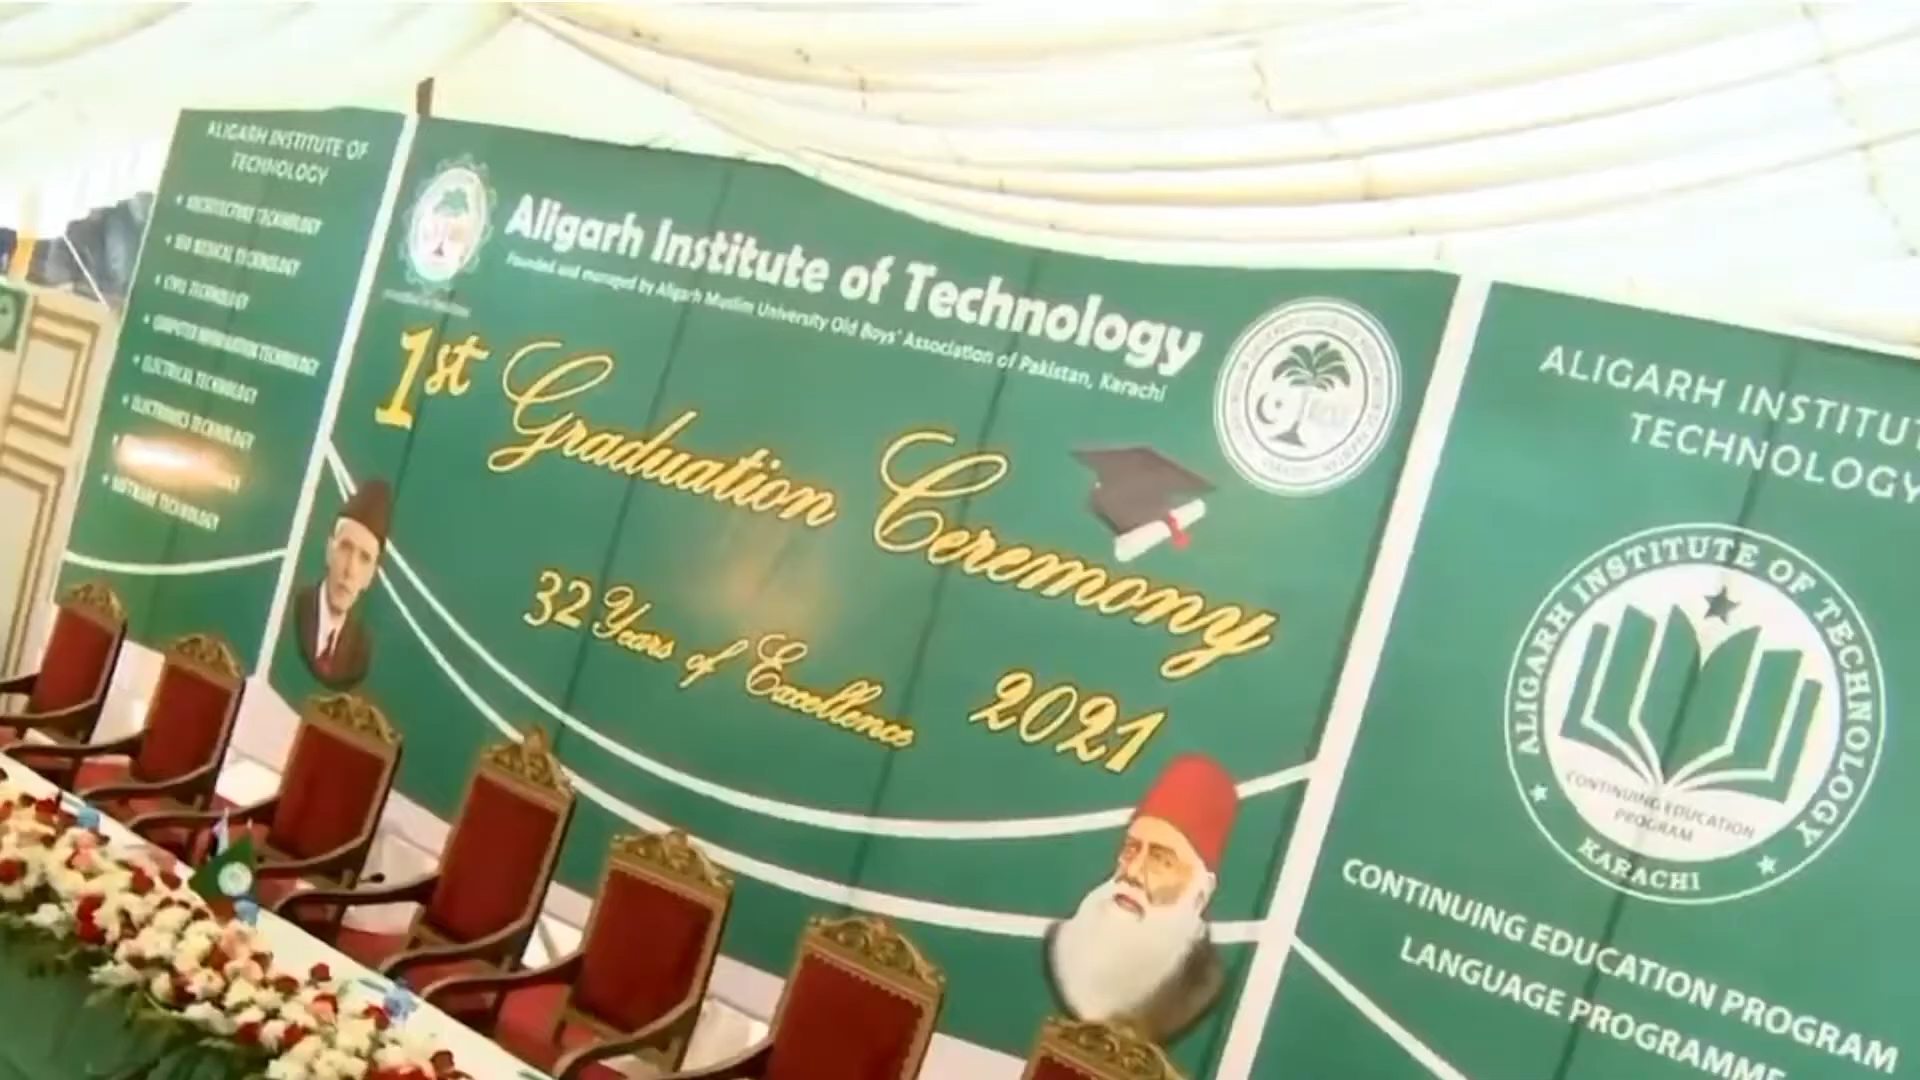 ALIGARH INSTITUTE OF
TECHNOLOGY
* ARCHITECTURE TECHNOLOGY
* BIO MEDICAL TECHNOLOGY
* CIVIL TECHNOLOGY
* COMPUTER INFORMATION TECHNOLOGY
* ELECTRICAL TECHNOLOGY
* ELECTRONICS TECHNOLOGY
* SOFTWARE TECHNOLOGY
Aligarh Institute of Technology
Founded and managed by Aligarh Muslim University Old Boys' Association of Pakistan, Karachi
1st Graduation Ceremony
32 Years of Excellence 2021
ALIGARH
TECHNOLOGY
ALIGARH INSTITUTE OF TECHNOLOGY
CONTINUING EDUCATION
PROGRAM
KARACHI
CONTINUING EDUCATION PROGRAM
LANGUAGE PROGRAMME